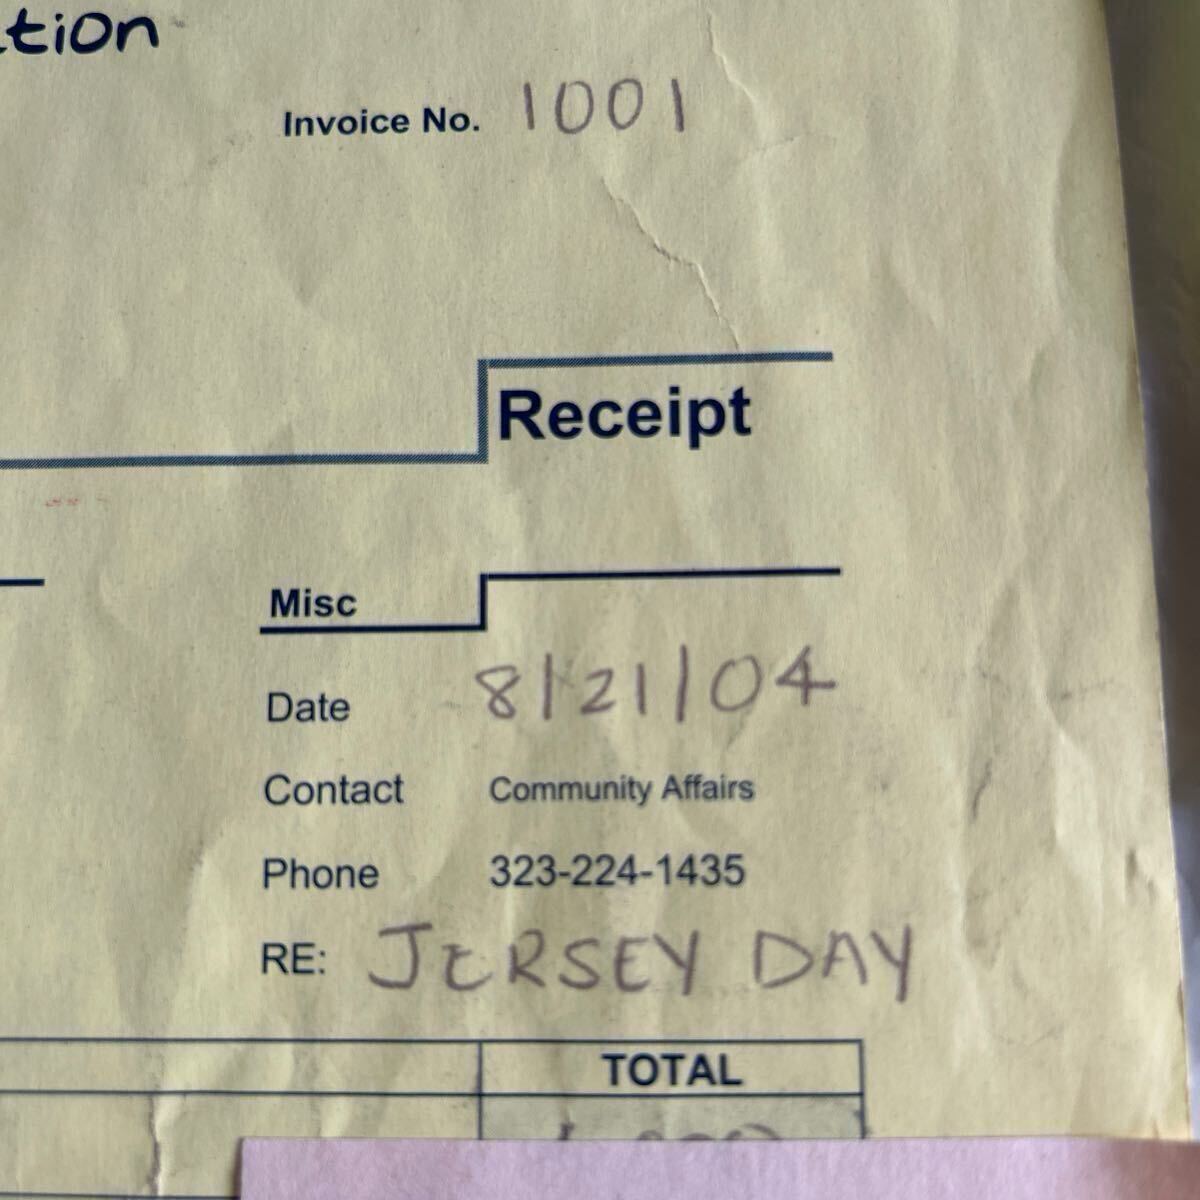 Invoice No. 1001
Receipt
Misc
Date 8/21/04
Contact Community Affairs
Phone 323-224-1435
RE: JERSEY DAY
TOTAL